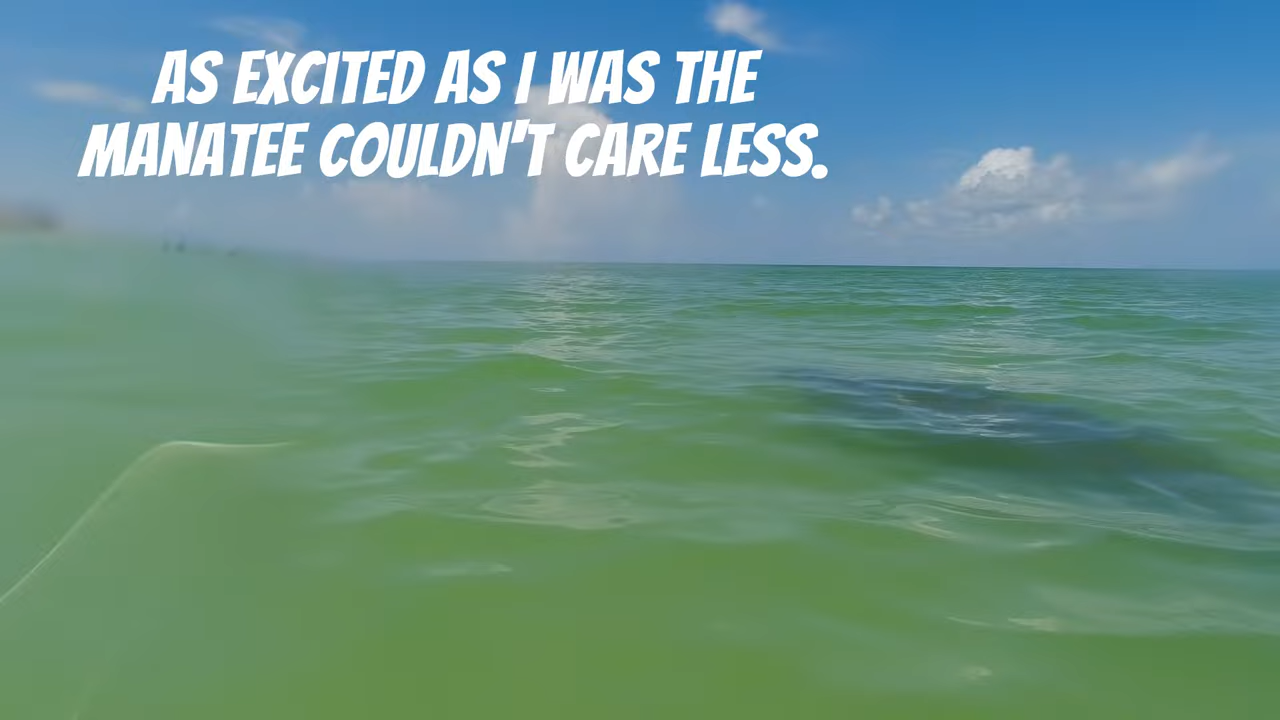 AS EXCITED AS I WAS THE
MANATEE COULDN'T CARE LESS.